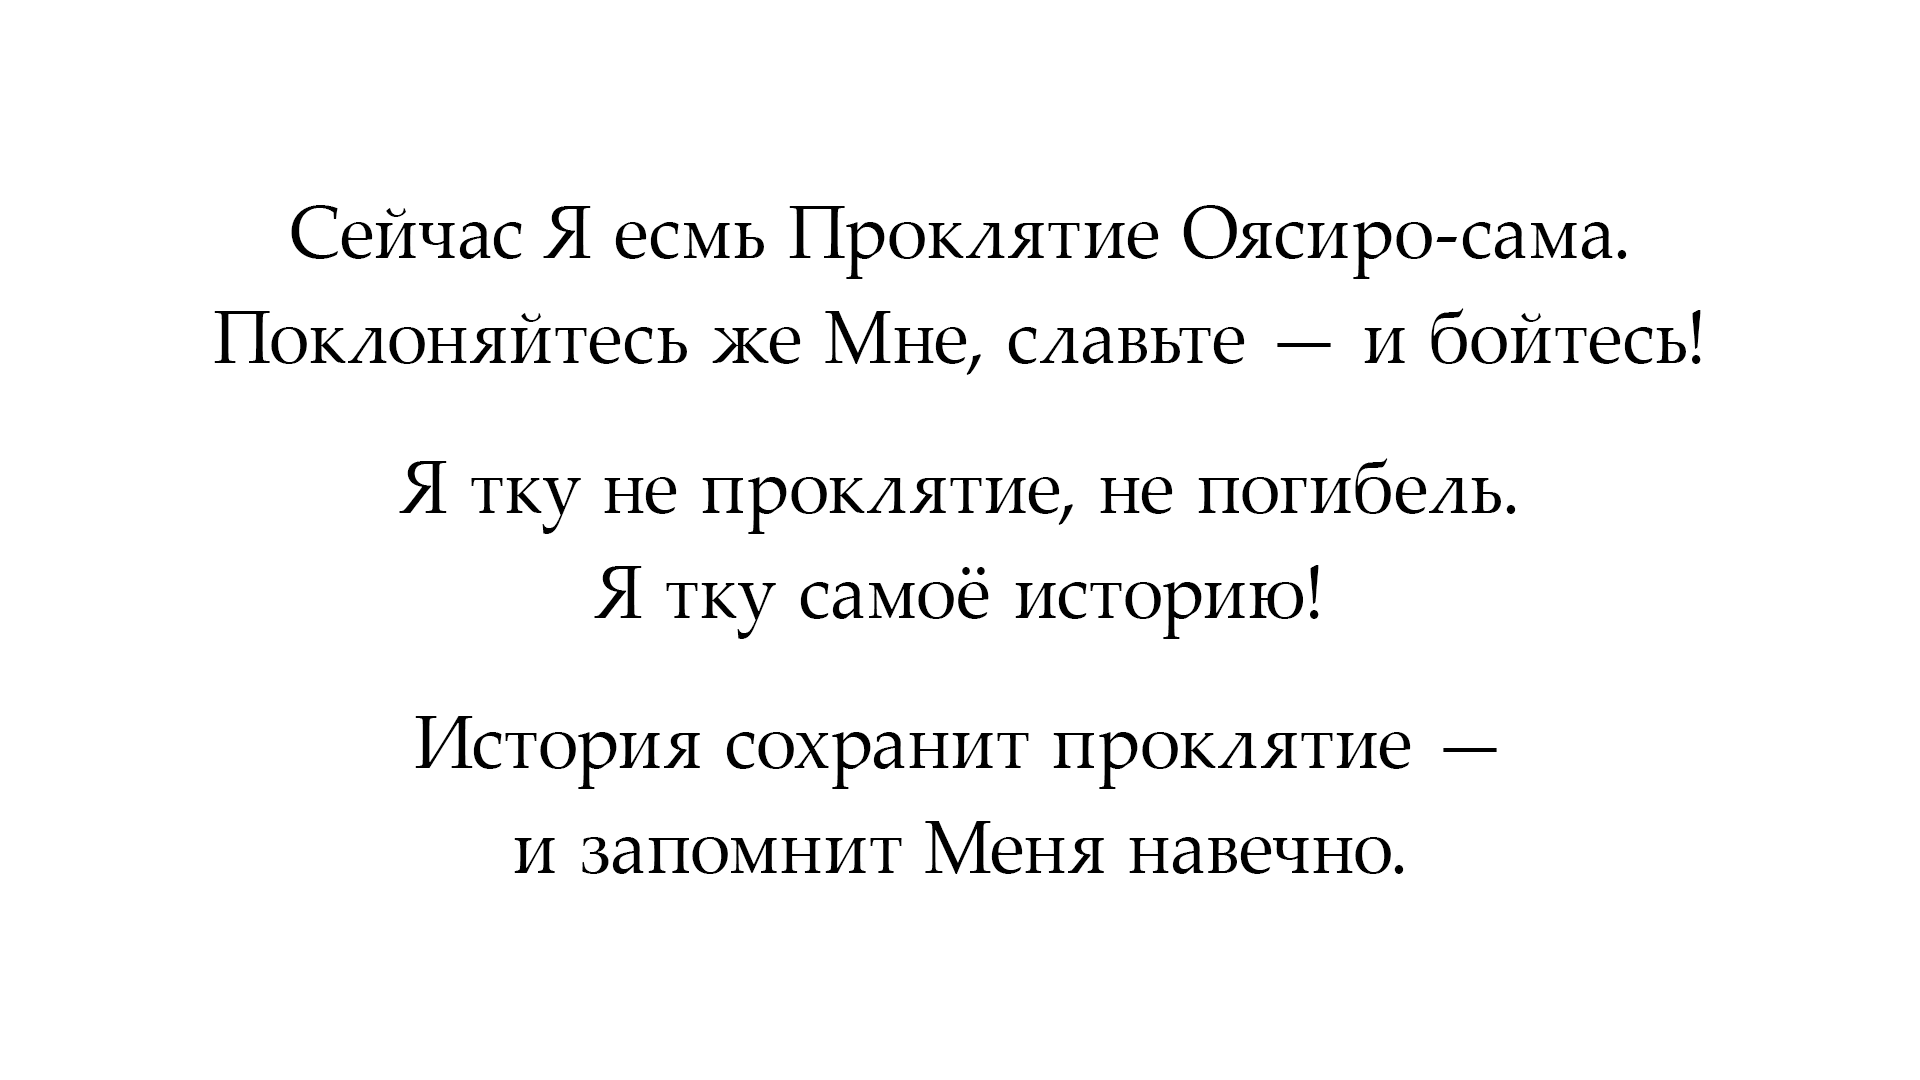 Сейчас Я есмь Проклятие Оясиро-сама.
Поклоняйтесь же Мне, славьте — и бойтесь!
Я тку не проклятие, не погибель.
Я тку самоё историю!
История сохранит проклятие —
и запомнит Меня навечно.